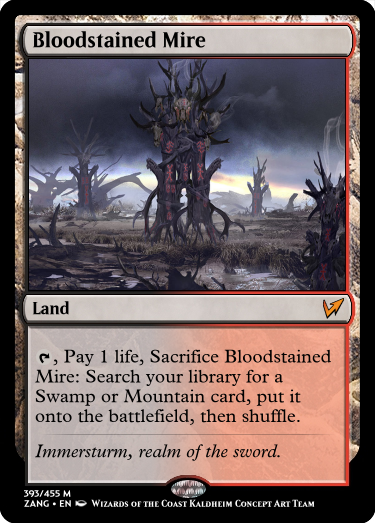 Bloodstained Mire
Land
, Pay 1 life, Sacrifice Bloodstained
Mire: Search your library for a
Swamp or Mountain card, put it
onto the battlefield, then shuffle.
Immersturm, realm of the sword.
393/455 M
ZANG • EN Wizards of the Coast Kaldheim Concept Art Team